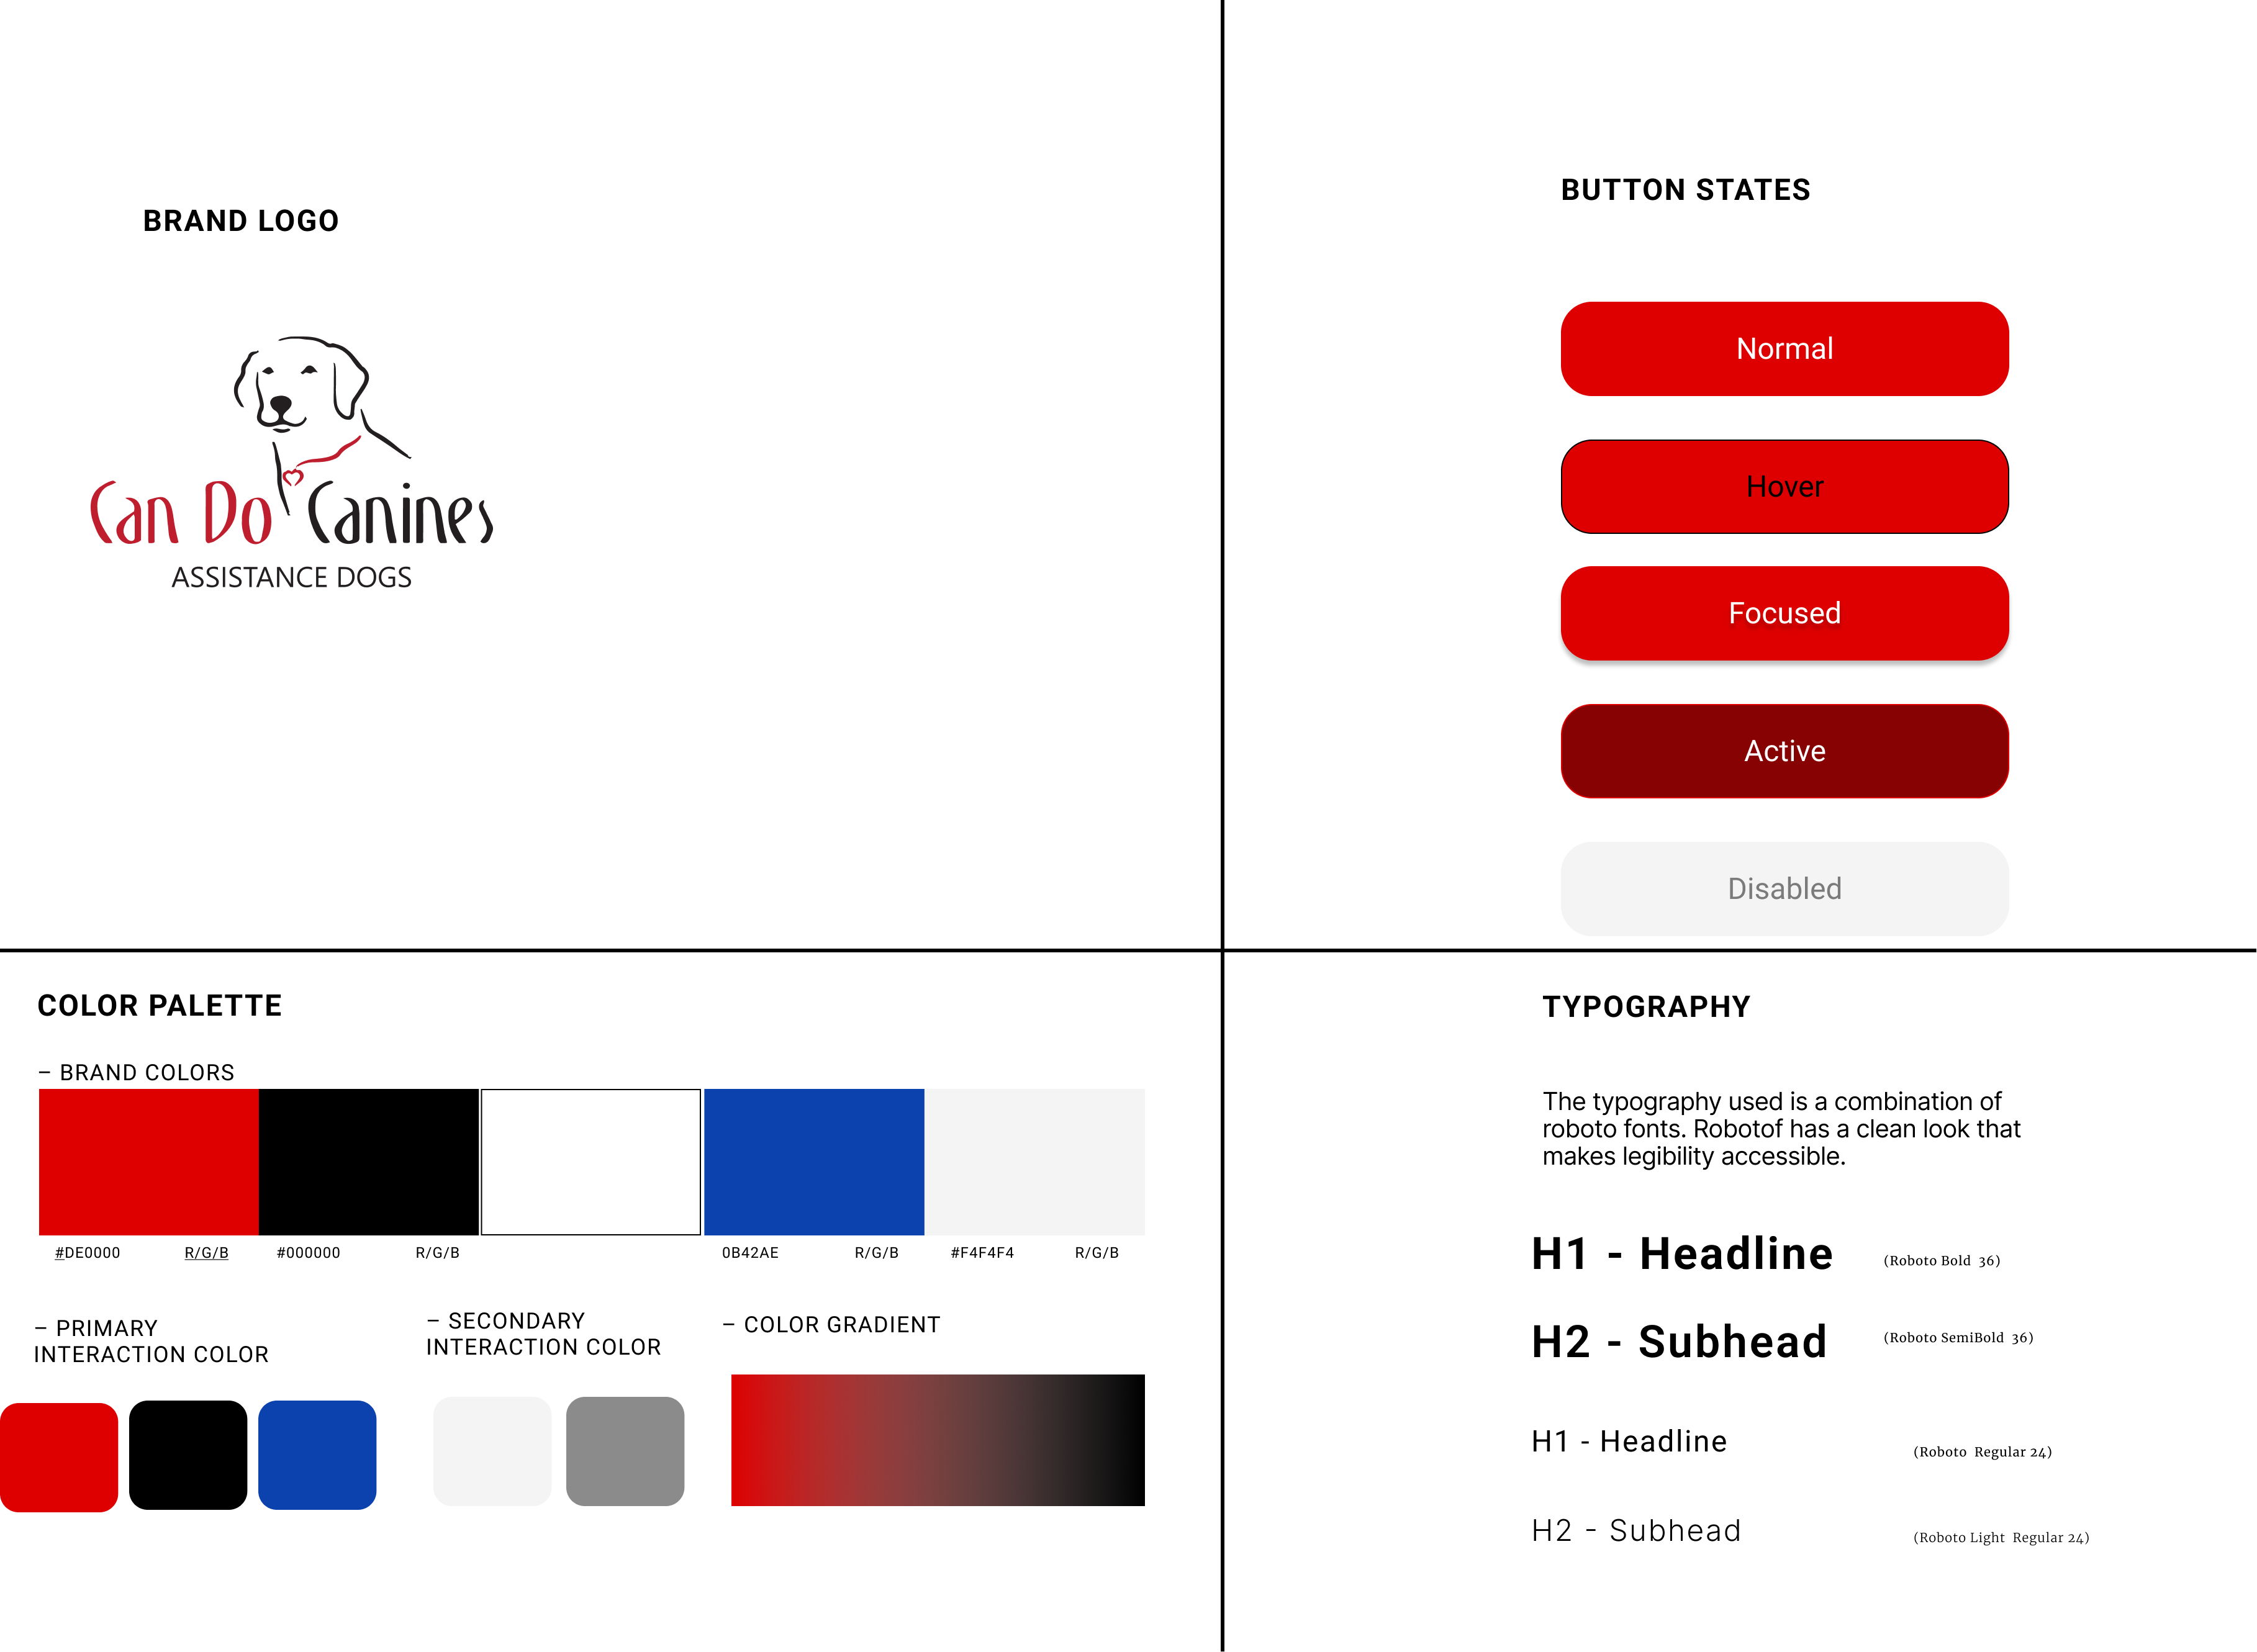 BRAND LOGO
Can Do Canines
ASSISTANCE DOGS
BUTTON STATES
Normal
Hover
Focused
Active
Disabled
COLOR PALETTE
– BRAND COLORS
#DE0000 R/G/B #000000 R/G/B 0B42AE R/G/B #F4F4F4 R/G/B
– PRIMARY
INTERACTION COLOR
– SECONDARY
INTERACTION COLOR
– COLOR GRADIENT
TYPOGRAPHY
The typography used is a combination of
roboto fonts. Robotof has a clean look that
makes legibility accessible.
H1 - Headline (Roboto Bold 36)
H2 - Subhead (Roboto SemiBold 36)
H1 - Headline (Roboto Regular 24)
H2 - Subhead (Roboto Light Regular 24)